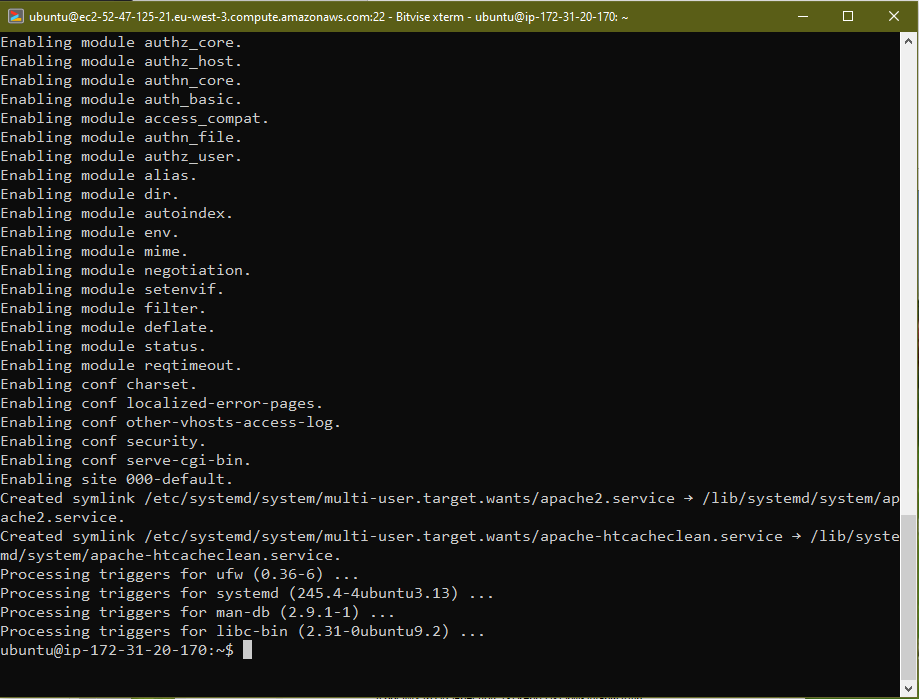 ubuntu@ec2-52-47-125-21.eu-west-3.compute.amazonaws.com:22 - Bitvise xterm - ubuntu@ip-172-31-20-170: ~
Enabling module authz_core.
Enabling module authz_host.
Enabling module authn_core.
Enabling module auth_basic.
Enabling module access_compat.
Enabling module authn_file.
Enabling module authz_user.
Enabling module alias.
Enabling module dir.
Enabling module autoindex.
Enabling module env.
Enabling module mime.
Enabling module negotiation.
Enabling module setenvif.
Enabling module filter.
Enabling module deflate.
Enabling module status.
Enabling module reqtimeout.
Enabling conf charset.
Enabling conf localized-error-pages.
Enabling conf other-vhosts-access-log.
Enabling conf security.
Enabling conf serve-cgi-bin.
Enabling site 000-default.
Created symlink /etc/systemd/system/multi-user.target.wants/apache2.service → /lib/systemd/system/ap
ache2.service.
Created symlink /etc/systemd/system/multi-user.target.wants/apache-htcacheclean.service → /lib/syste
md/system/apache-htcacheclean.service.
Processing triggers for ufw (0.36-6) ...
Processing triggers for systemd (245.4-4ubuntu3.13) ...
Processing triggers for man-db (2.9.1-1) ...
Processing triggers for libc-bin (2.31-0ubuntu9.2) ...
ubuntu@ip-172-31-20-170:~$